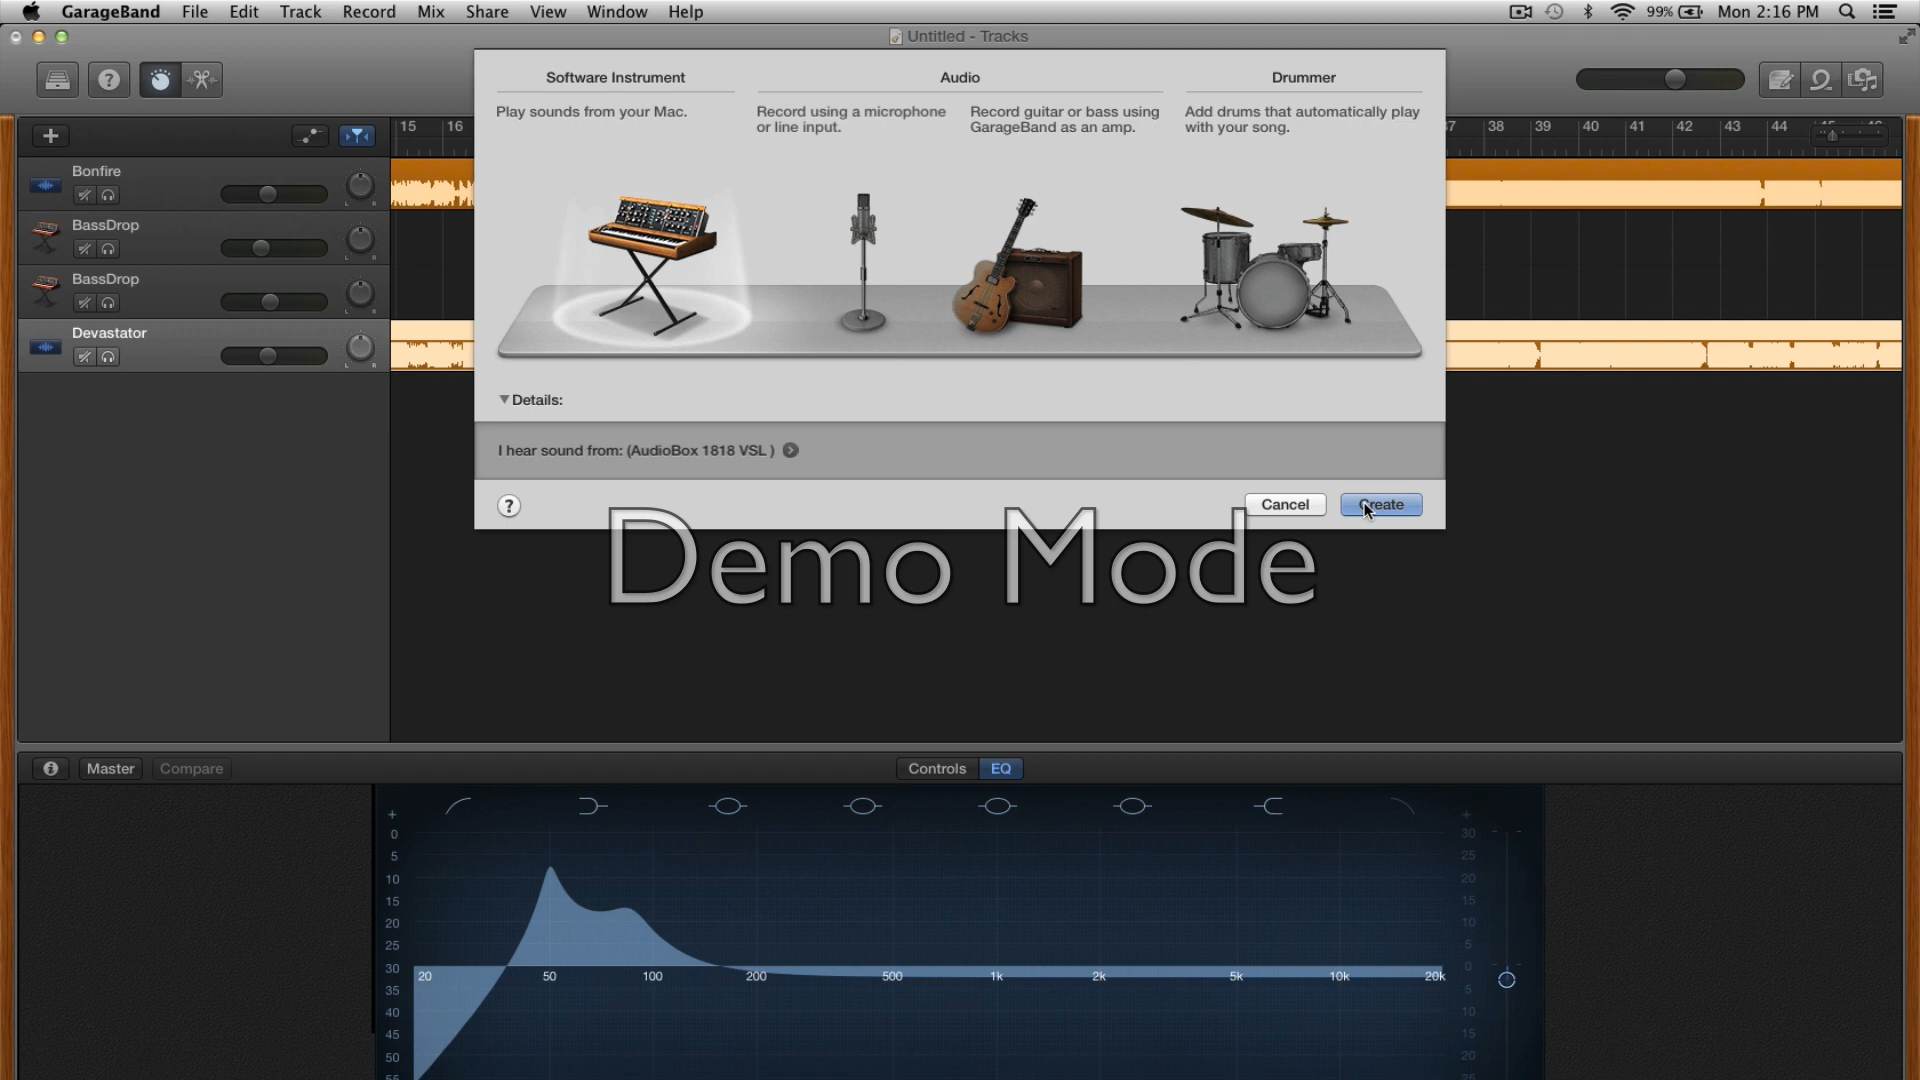 GarageBand File Edit Track Record Mix Share View Window Help 99% Mon 2:16 PM
Untitled - Tracks
Software Instrument Audio Drummer
Play sounds from your Mac.
Record using a microphone
or line input.
Record guitar or bass using
GarageBand as an amp.
Add drums that automatically play
with your song.
15 16 37 38 39 40 41 42 43 44
Bonfire
L R
BassDrop
L R
BassDrop
L R
Devastator
L R
Details:
I hear sound from: (AudioBox 1818 VSL )
? Cancel Create
Demo Mode
Master Compare Controls EQ
+ +
0 30
5 25
10 20
15 15
20 10
25 5
30 0
20 50 100 200 500 1k 2k 5k 10k 20k
35 5
40 10
45 15
50 20
55 25